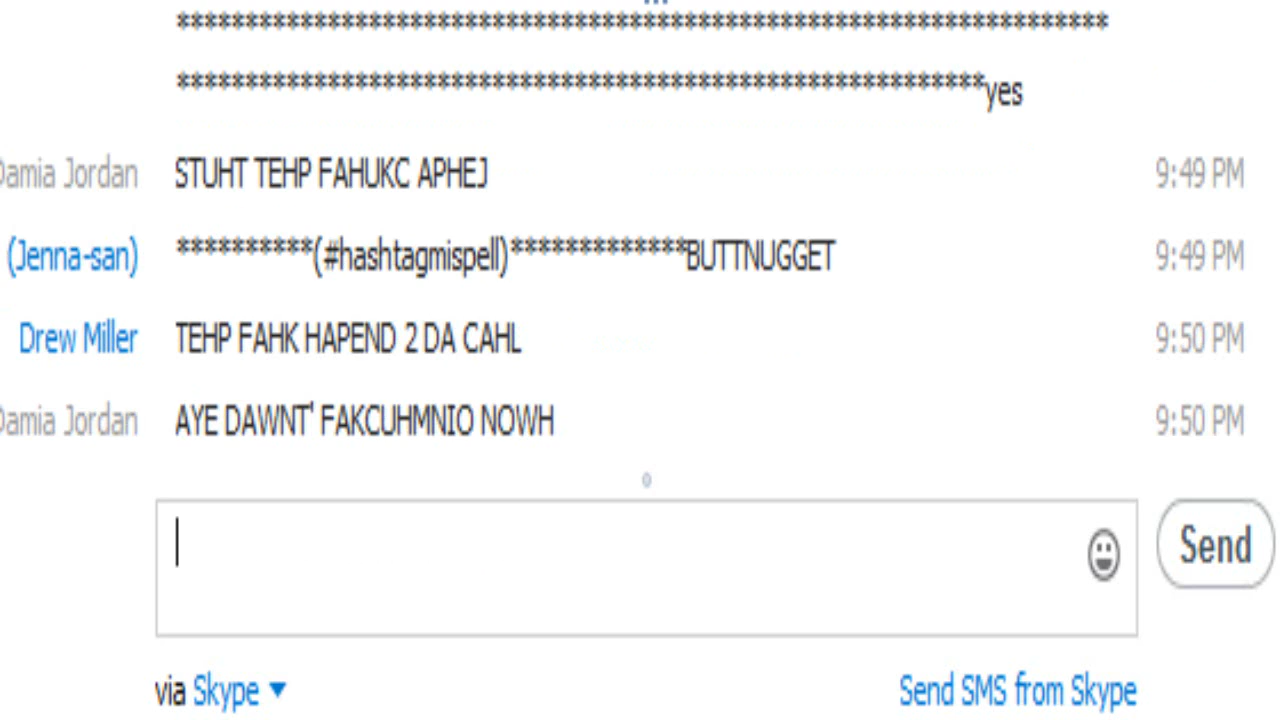 ********************************************************************
***********************************************************yes
Damia Jordan STUHT TEHP FAHUKC APHEJ 9:49 PM
(Jenna-san) **********(#hashtagmispell)*************BUTTNUGGET 9:49 PM
Drew Miller TEHP FAHK HAPEND 2 DA CAHL 9:50 PM
Damia Jordan AYE DAWNT' FAKCUHMNIO NOWH 9:50 PM
Send
via Skype ▼ Send SMS from Skype